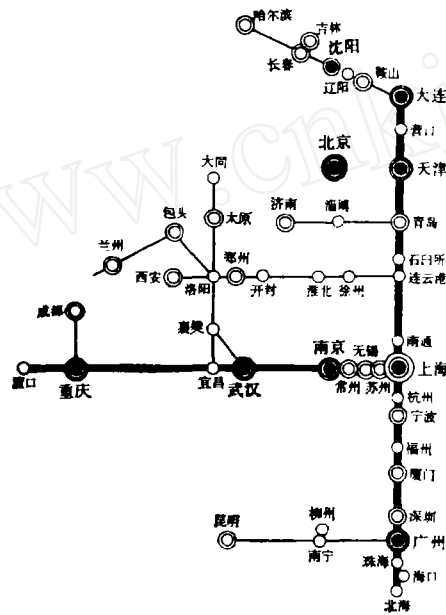 哈尔滨
吉林
长春
沈阳
辽阳
鞍山
大连
营口
北京
天津
大同
包头
太原
济南
淄博
青岛
兰州
西安
洛阳
郑州
开封
淮北
徐州
石臼所
连云港
成都
襄樊
南京
无锡
南通
上海
重庆
宜昌
武汉
常州
苏州
杭州
宁波
福州
厦门
深圳
昆明
柳州
南宁
广州
珠海
海口
北海
www.cnki